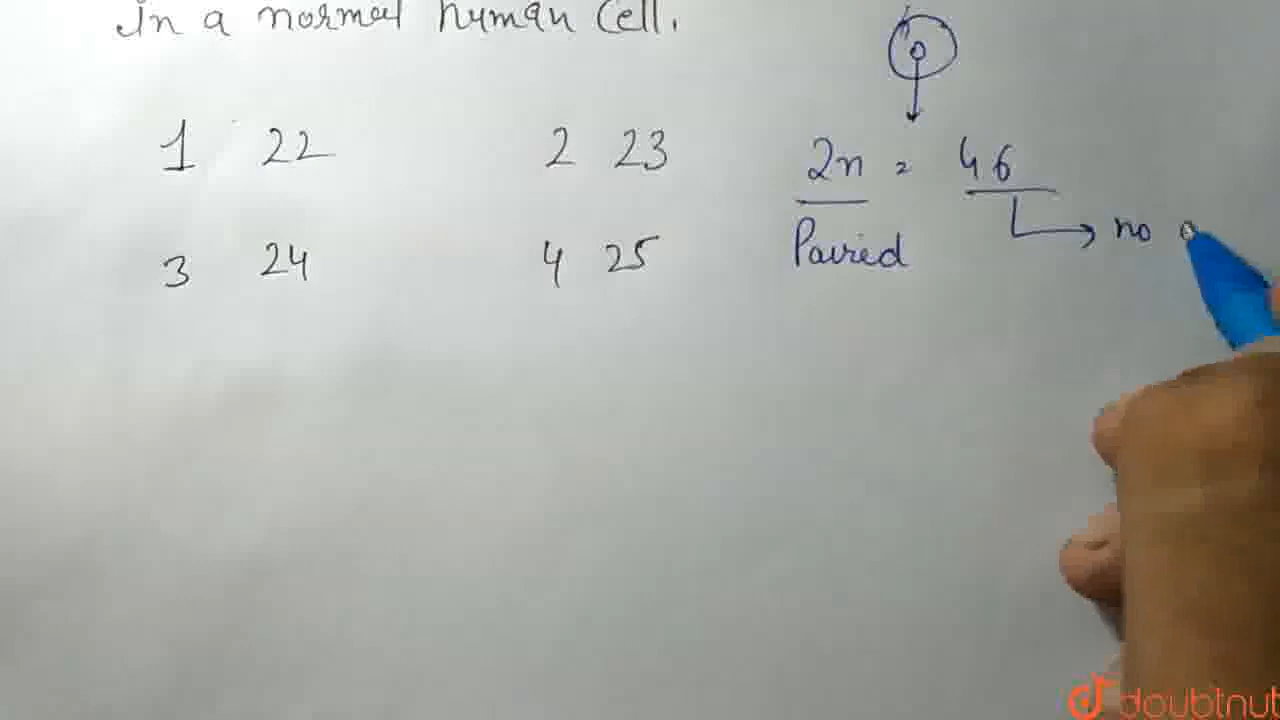 in a normal human cell.
1 22 2 23
3 24 4 25
2n = 46
Paired
no
doubtnut